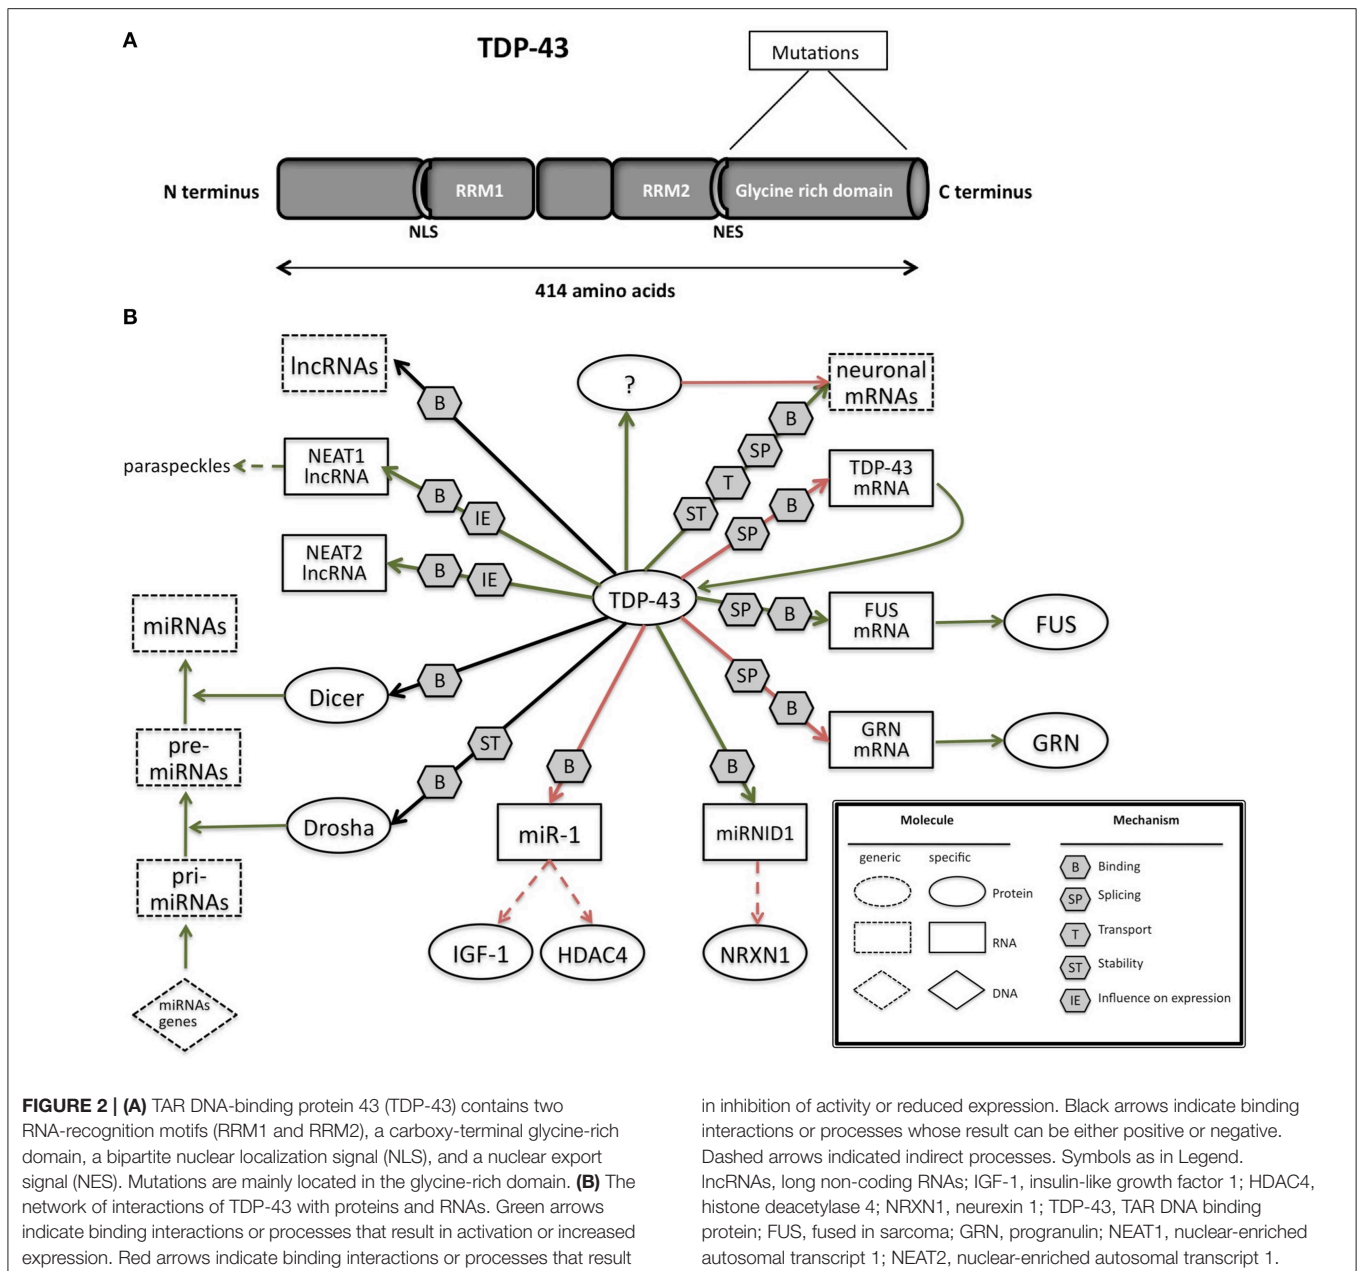 A
TDP-43
Mutations
N terminus
RRM1
RRM2
Glycine rich domain
C terminus
NLS
NES
414 amino acids
B
lncRNAs
B
?
neuronal
mRNAs
B
SP
T
ST
paraspeckles
NEAT1
lncRNA
B
IE
TDP-43
mRNA
B
SP
NEAT2
lncRNA
B
IE
TDP-43
SP
B
FUS
mRNA
FUS
miRNAs
Dicer
B
SP
B
GRN
mRNA
GRN
pre-
miRNAs
ST
B
Drosha
B
miR-1
B
miRNID1
pri-
miRNAs
IGF-1
HDAC4
NRXN1
miRNAs
genes
Molecule
Mechanism
generic
specific
Protein
RNA
DNA
B
Binding
SP
Splicing
T
Transport
ST
Stability
IE
Influence on expression
FIGURE 2 | (A) TAR DNA-binding protein 43 (TDP-43) contains two
RNA-recognition motifs (RRM1 and RRM2), a carboxy-terminal glycine-rich
domain, a bipartite nuclear localization signal (NLS), and a nuclear export
signal (NES). Mutations are mainly located in the glycine-rich domain. (B) The
network of interactions of TDP-43 with proteins and RNAs. Green arrows
indicate binding interactions or processes that result in activation or increased
expression. Red arrows indicate binding interactions or processes that result
in inhibition of activity or reduced expression. Black arrows indicate binding
interactions or processes whose result can be either positive or negative.
Dashed arrows indicated indirect processes. Symbols as in Legend.
lncRNAs, long non-coding RNAs; IGF-1, insulin-like growth factor 1; HDAC4,
histone deacetylase 4; NRXN1, neurexin 1; TDP-43, TAR DNA binding
protein; FUS, fused in sarcoma; GRN, progranulin; NEAT1, nuclear-enriched
autosomal transcript 1; NEAT2, nuclear-enriched autosomal transcript 1.